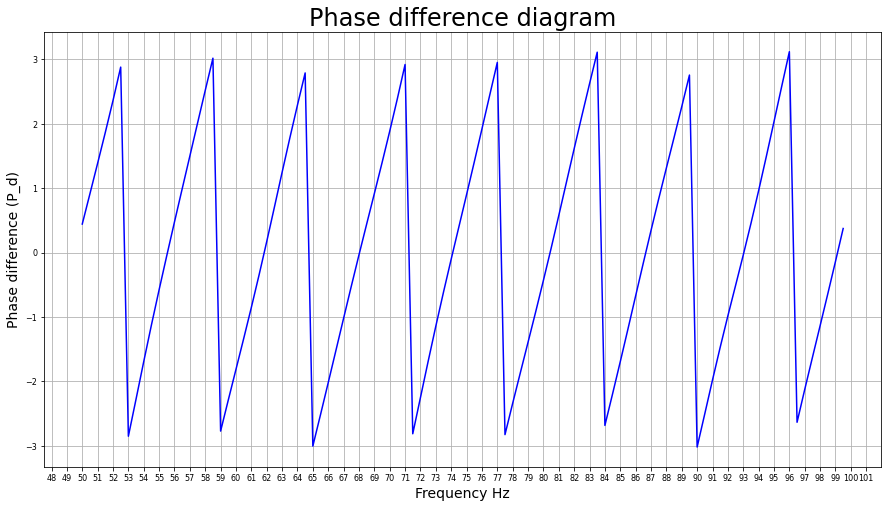 Phase difference diagram
Phase difference (P_d)
3
2
1
0
−1
−2
−3
48 49 50 51 52 53 54 55 56 57 58 59 60 61 62 63 64 65 66 67 68 69 70 71 72 73 74 75 76 77 78 79 80 81 82 83 84 85 86 87 88 89 90 91 92 93 94 95 96 97 98 99 100 101
Frequency Hz